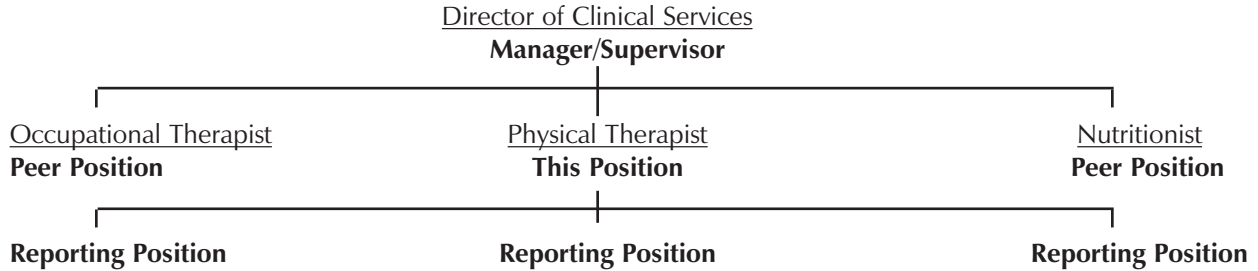 Director of Clinical Services
Manager/Supervisor
Occupational Therapist
Peer Position
Physical Therapist
This Position
Nutritionist
Peer Position
Reporting Position
Reporting Position
Reporting Position